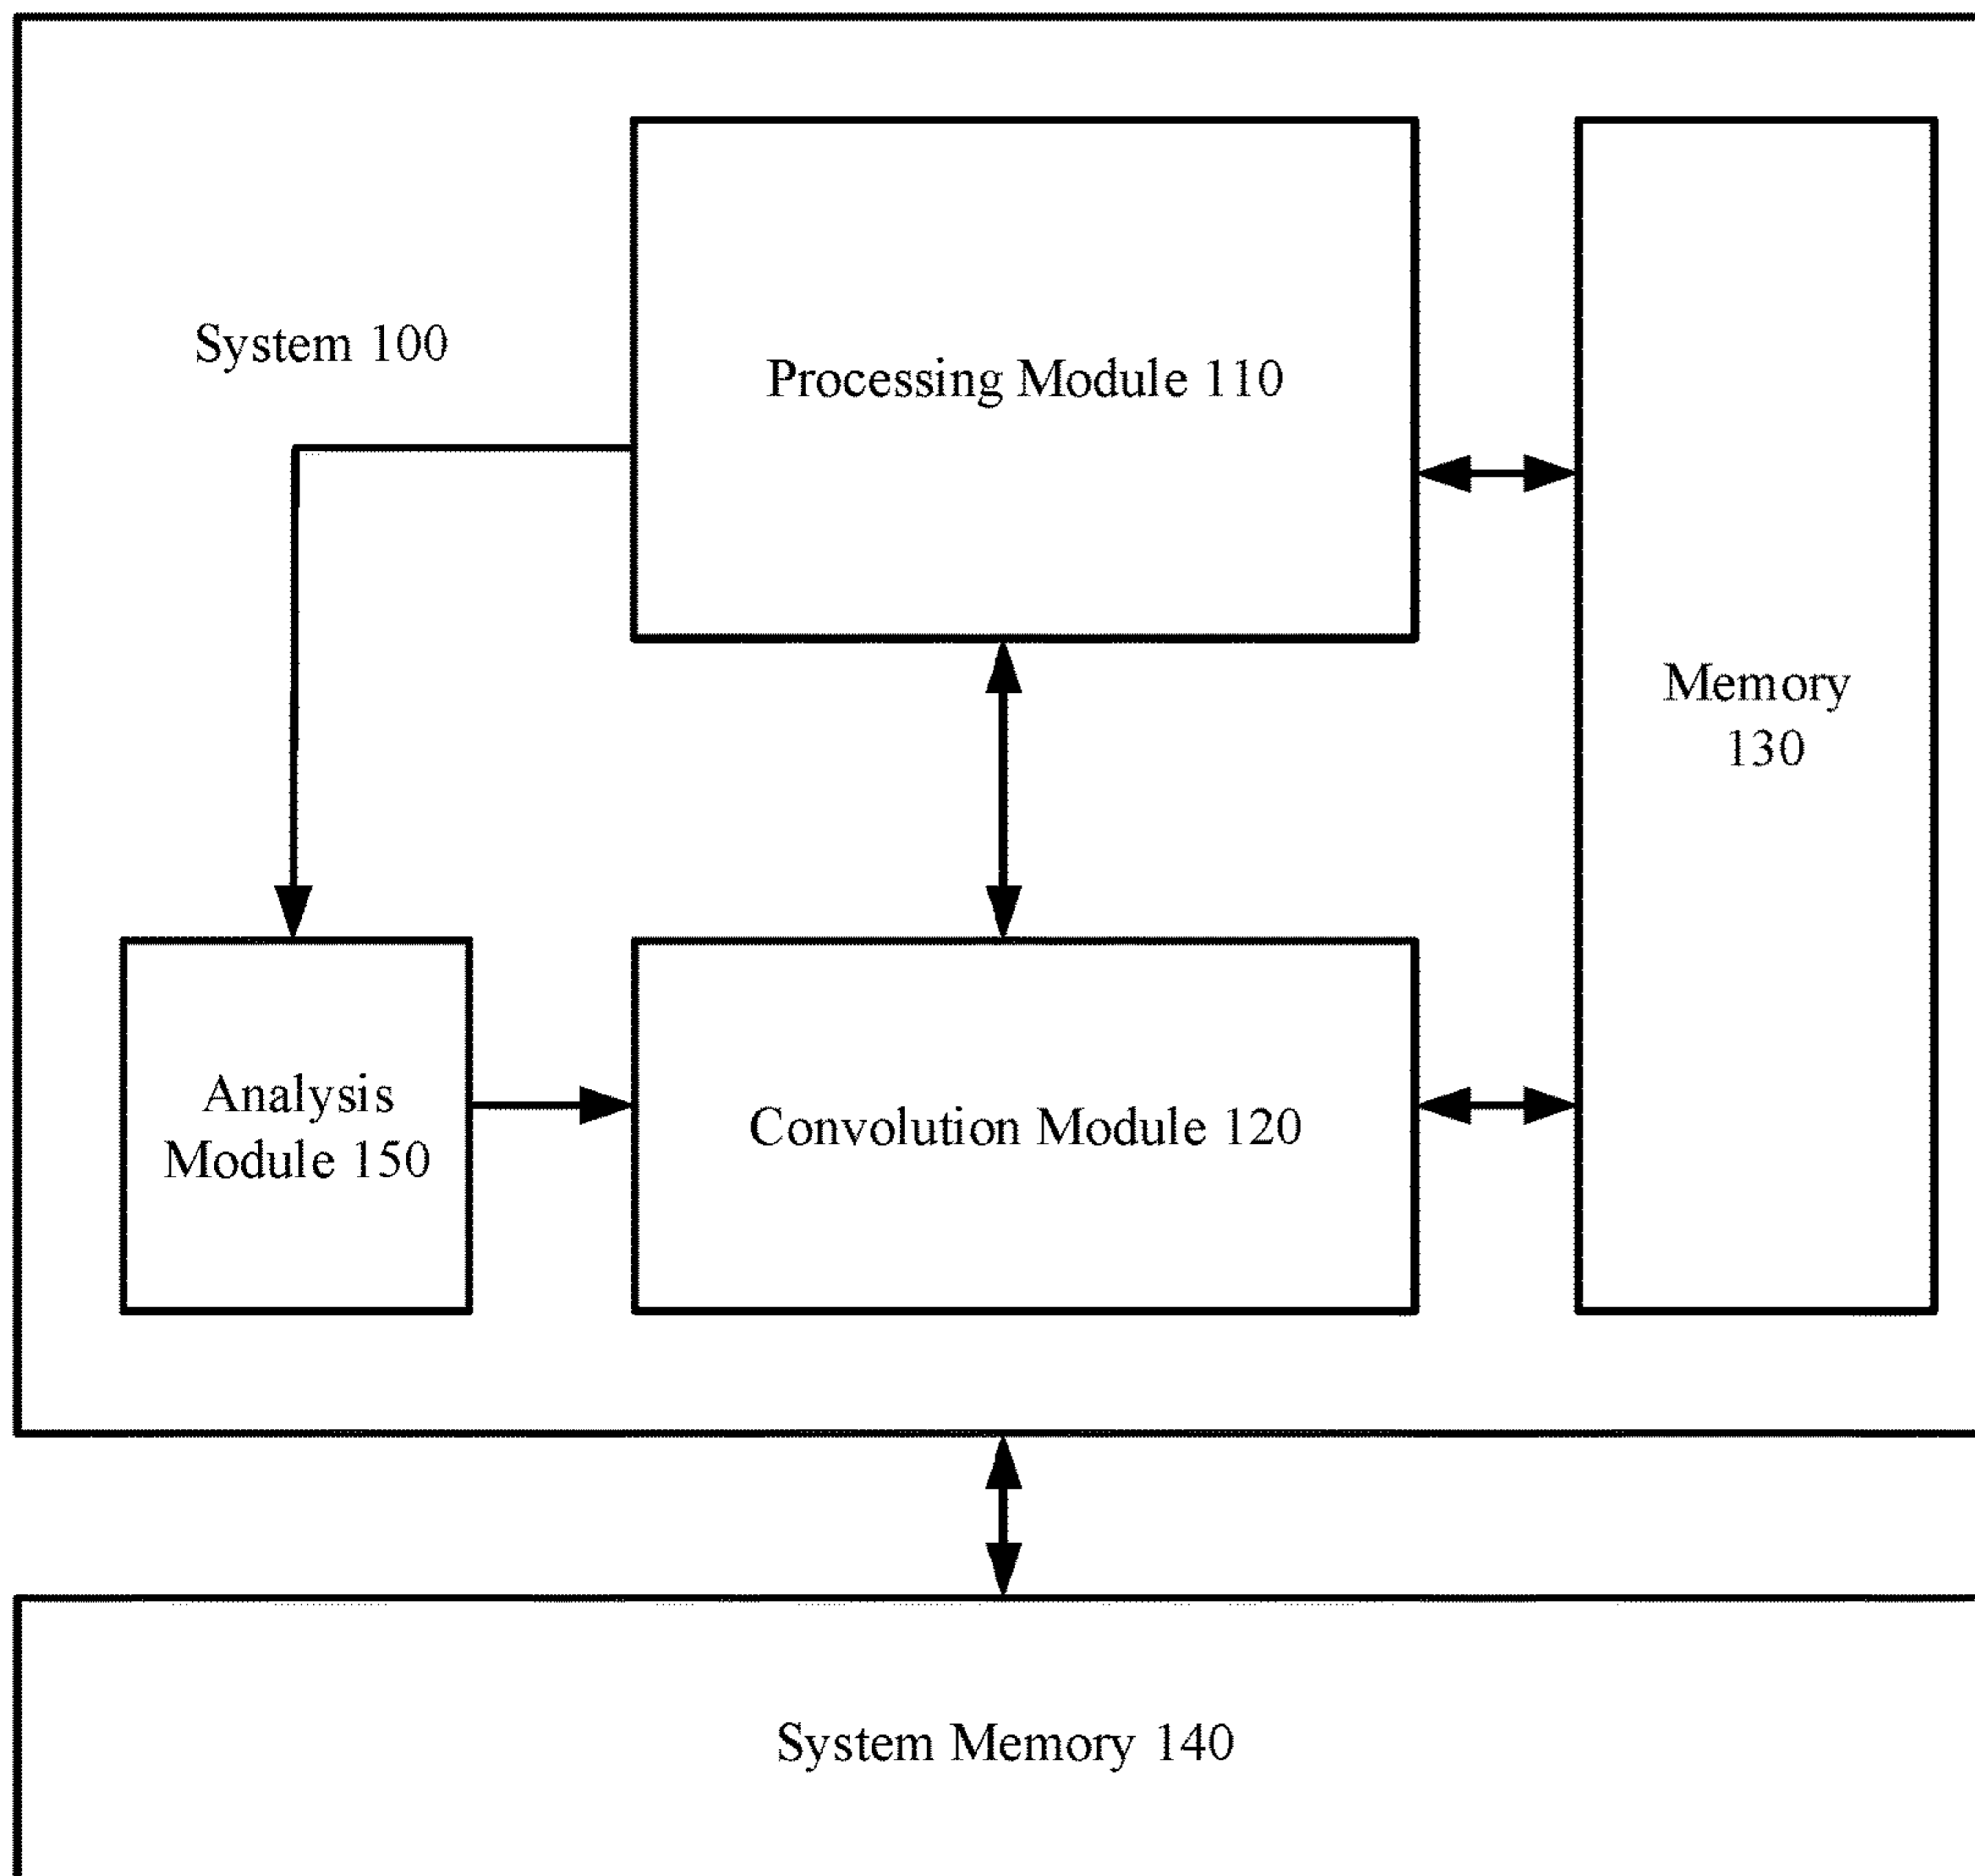 System 100
Processing Module 110
Memory
130
Analysis
Module 150
Convolution Module 120
System Memory 140